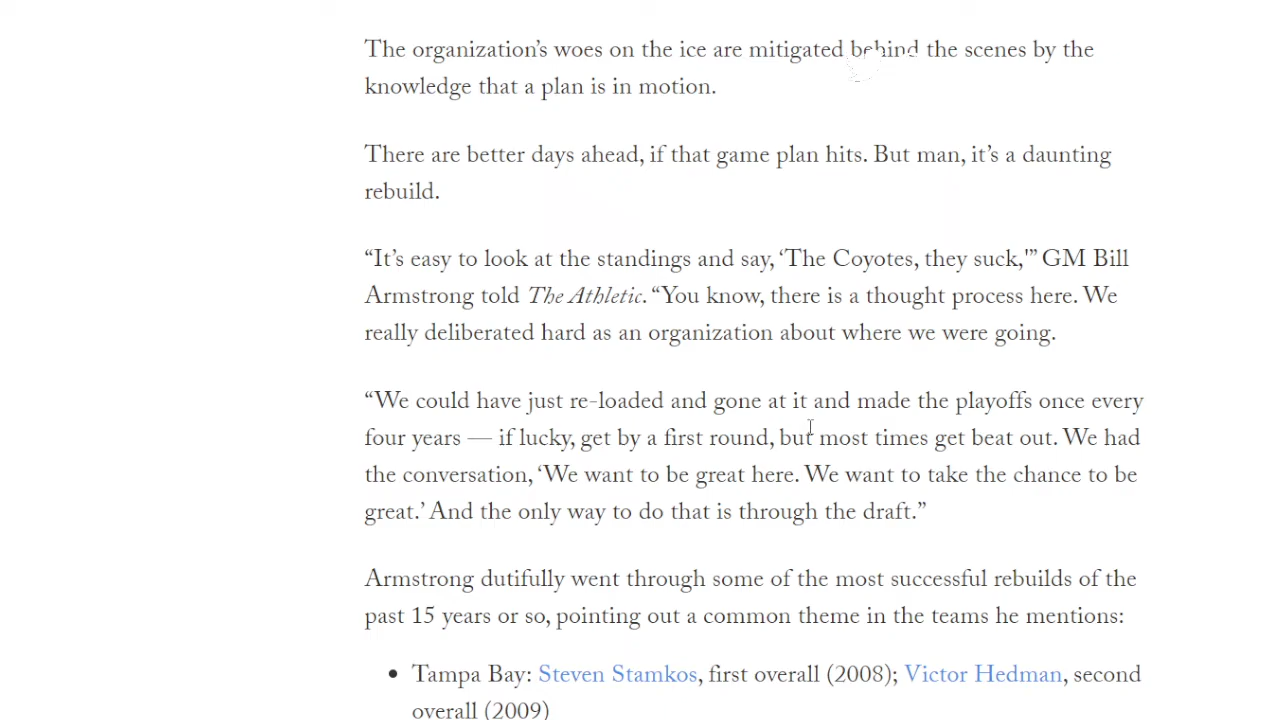 The organization’s woes on the ice are mitigated behind the scenes by the
knowledge that a plan is in motion.
There are better days ahead, if that game plan hits. But man, it’s a daunting
rebuild.
“It’s easy to look at the standings and say, ‘The Coyotes, they suck,'” GM Bill
Armstrong told The Athletic. “You know, there is a thought process here. We
really deliberated hard as an organization about where we were going.
“We could have just re-loaded and gone at it and made the playoffs once every
four years — if lucky, get by a first round, but most times get beat out. We had
the conversation, ‘We want to be great here. We want to take the chance to be
great.’ And the only way to do that is through the draft.”
Armstrong dutifully went through some of the most successful rebuilds of the
past 15 years or so, pointing out a common theme in the teams he mentions:
• Tampa Bay: Steven Stamkos, first overall (2008); Victor Hedman, second
overall (2009)